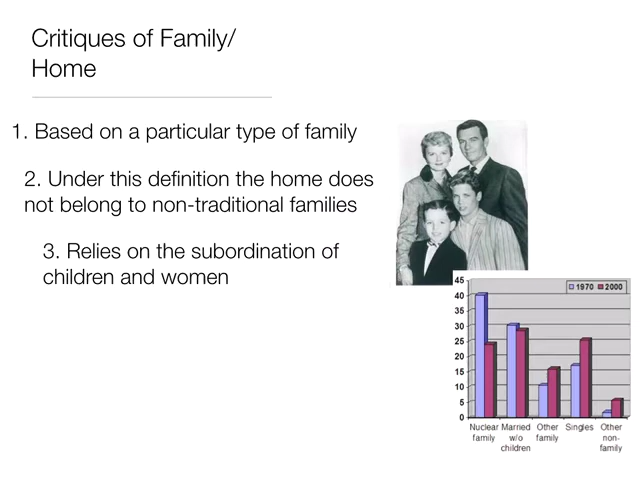 Critiques of Family/
Home
1. Based on a particular type of family
2. Under this definition the home does
not belong to non-traditional families
3. Relies on the subordination of
children and women
45
40
35
30
25
20
15
10
5
0
1970 2000
Nuclear
family
Married
w/o
children
Other
family
Singles
Other
non-
family